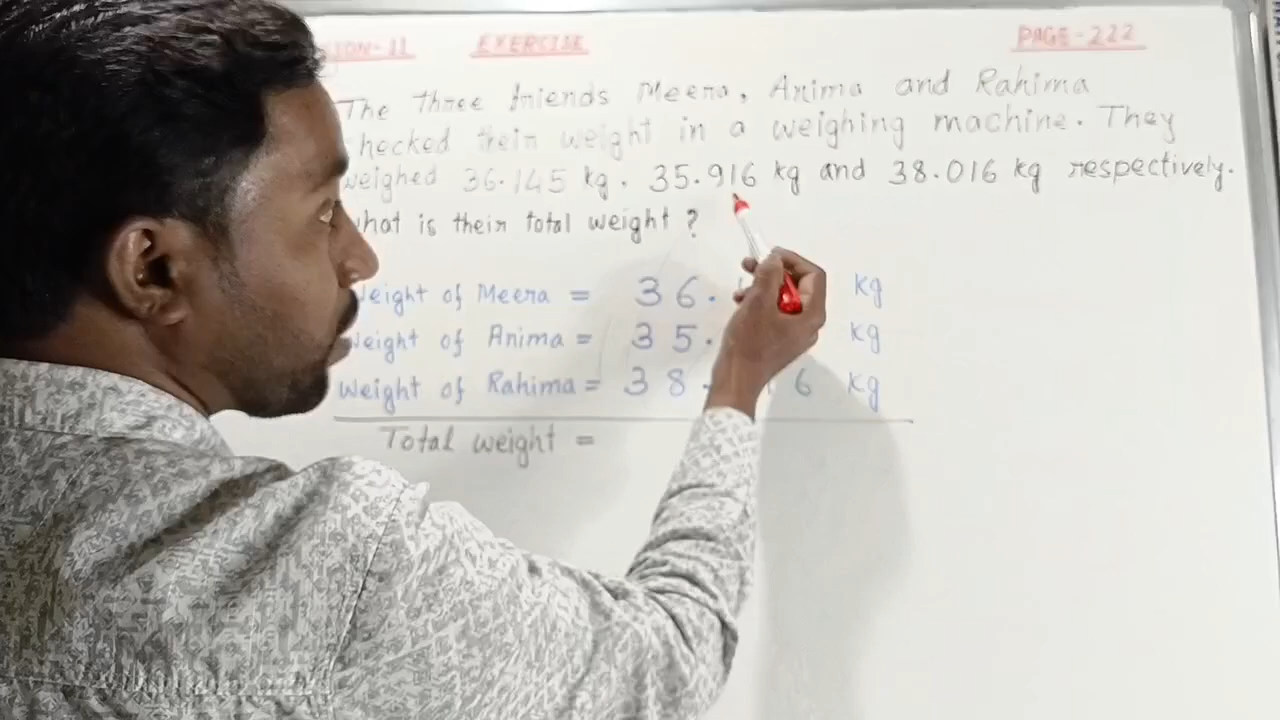 EXERCISE PAGE-222
The three friends Meera, Anima and Rahima
checked their weight in a weighing machine. They
weighed 36.145 kg, 35.916 kg and 38.016 kg respectively.
What is their total weight ?
Weight of Meera = 36. kg
Weight of Anima = 35. kg
Weight of Rahima = 38. 6 kg
Total weight =